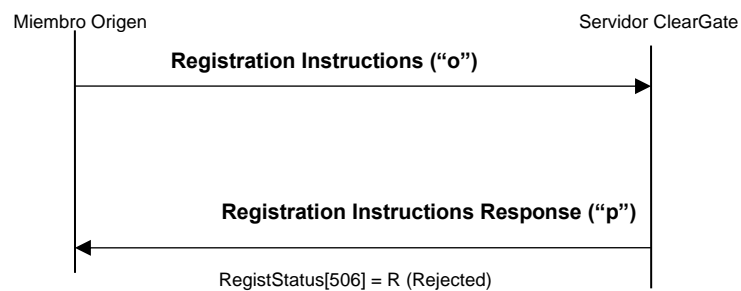 Miembro Origen
Servidor ClearGate
Registration Instructions (“o”)
Registration Instructions Response (“p”)
RegistStatus[506] = R (Rejected)